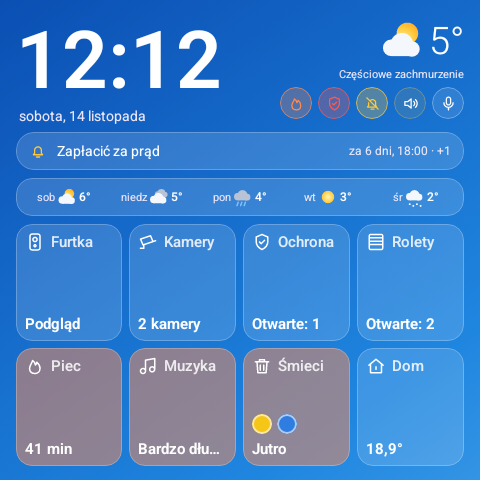 12:12
5°
Częściowe zachmurzenie
sobota, 14 listopada
Zapłacić za prąd
za 6 dni, 18:00 · +1
sob 6°
niedz 5°
pon 4°
wt 3°
śr 2°
Furtka
Kamery
Ochrona
Rolety
Podgląd
2 kamery
Otwarte: 1
Otwarte: 2
Piec
Muzyka
Śmieci
Dom
41 min
Bardzo dłu...
Jutro
18,9°